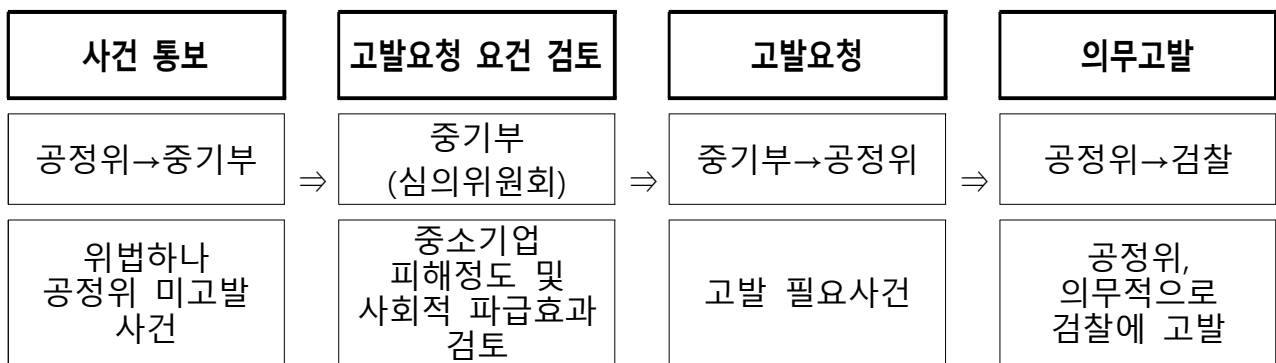 사건 통보
고발요청 요건 검토
고발요청
의무고발
공정위→중기부
⇒
중기부
(심의위원회)
⇒
중기부→공정위
⇒
공정위→검찰
위법하나
공정위 미고발
사건
중소기업
피해정도 및
사회적 파급효과
검토
고발 필요사건
공정위,
의무적으로
검찰에 고발